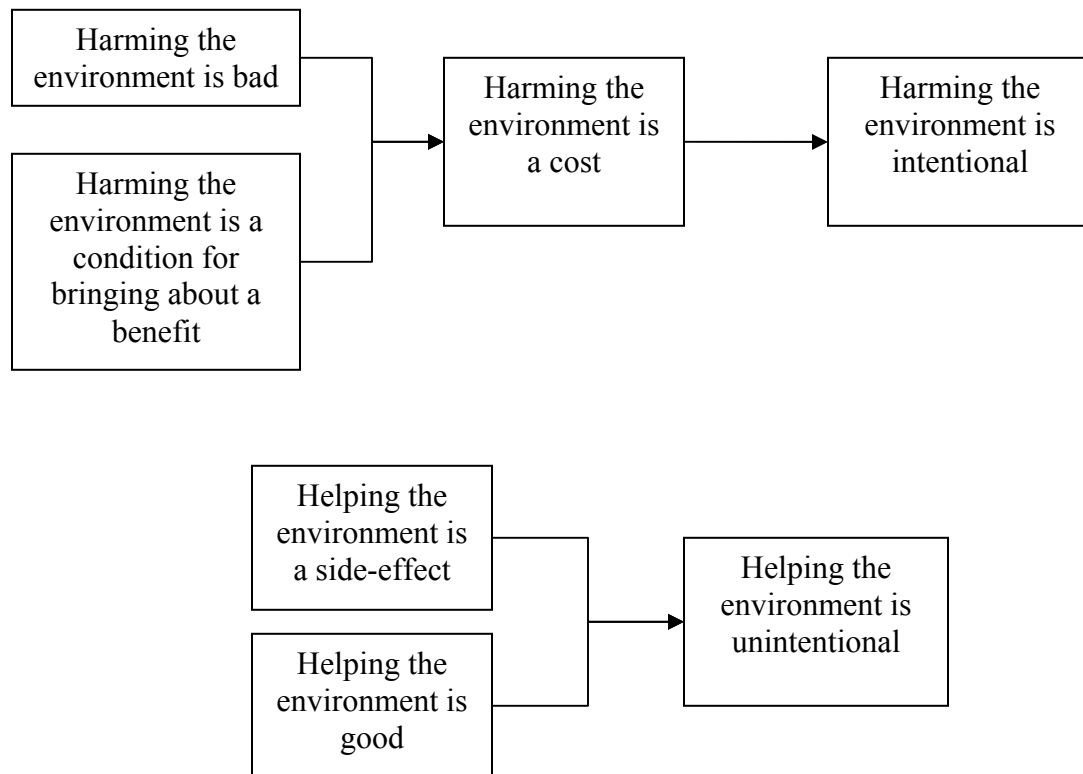 Harming the
environment is bad
Harming the
environment is a
condition for
bringing about a
benefit
Harming the
environment is
a cost
Harming the
environment is
intentional
Helping the
environment is
a side-effect
Helping the
environment is
good
Helping the
environment is
unintentional